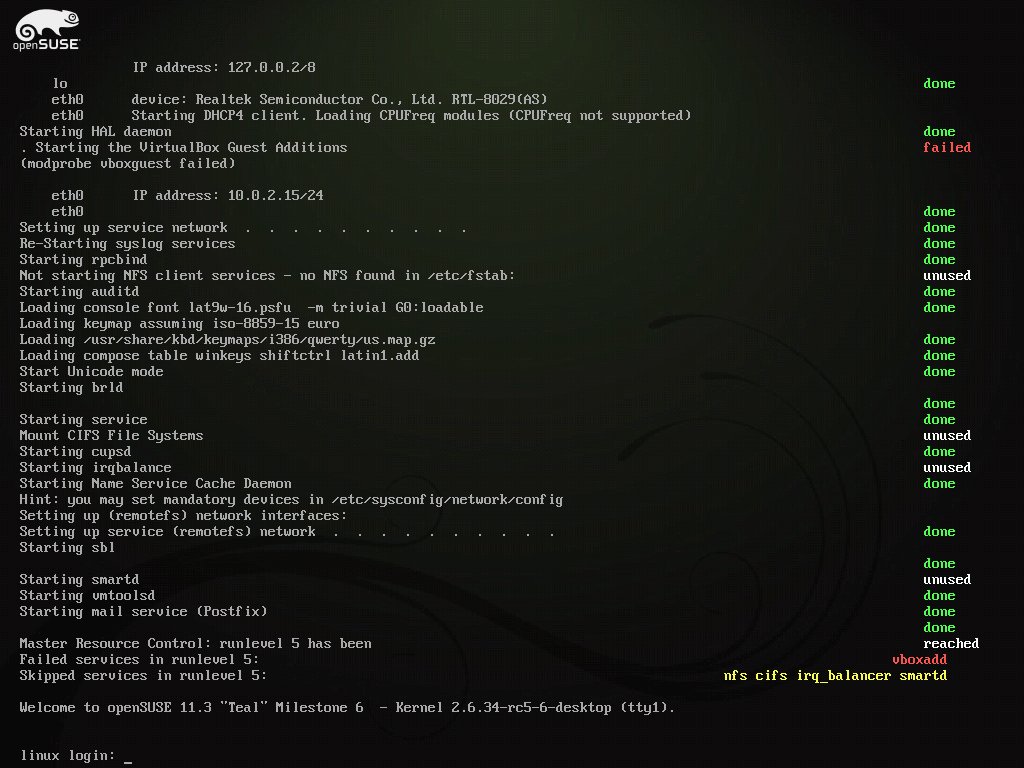 openSUSE
IP address: 127.0.0.2/8
lo done
eth0 device: Realtek Semiconductor Co., Ltd. RTL-8029(AS)
eth0 Starting DHCP4 client. Loading CPUFreq modules (CPUFreq not supported)
Starting HAL daemon done
. Starting the VirtualBox Guest Additions failed
(modprobe vboxguest failed)
eth0 IP address: 10.0.2.15/24
eth0 done
Setting up service network . . . . . . . . . . done
Re-Starting syslog services done
Starting rpcbind done
Not starting NFS client services - no NFS found in /etc/fstab: unused
Starting auditd done
Loading console font lat9w-16.psfu -m trivial G0:loadable done
Loading keymap assuming iso-8859-15 euro
Loading /usr/share/kbd/keymaps/i386/qwerty/us.map.gz done
Loading compose table winkeys shiftctrl latin1.add done
Start Unicode mode done
Starting brld
done
Starting service done
Mount CIFS File Systems unused
Starting cupsd done
Starting irqbalance unused
Starting Name Service Cache Daemon done
Hint: you may set mandatory devices in /etc/sysconfig/network/config
Setting up (remotefs) network interfaces:
Setting up service (remotefs) network . . . . . . . . . . done
Starting sbl
done
Starting smartd unused
Starting vmtoolsd done
Starting mail service (Postfix) done
done
Master Resource Control: runlevel 5 has been reached
Failed services in runlevel 5: vboxadd
Skipped services in runlevel 5: nfs cifs irq_balancer smartd
Welcome to openSUSE 11.3 "Teal" Milestone 6 - Kernel 2.6.34-rc5-6-desktop (tty1).
linux login: _